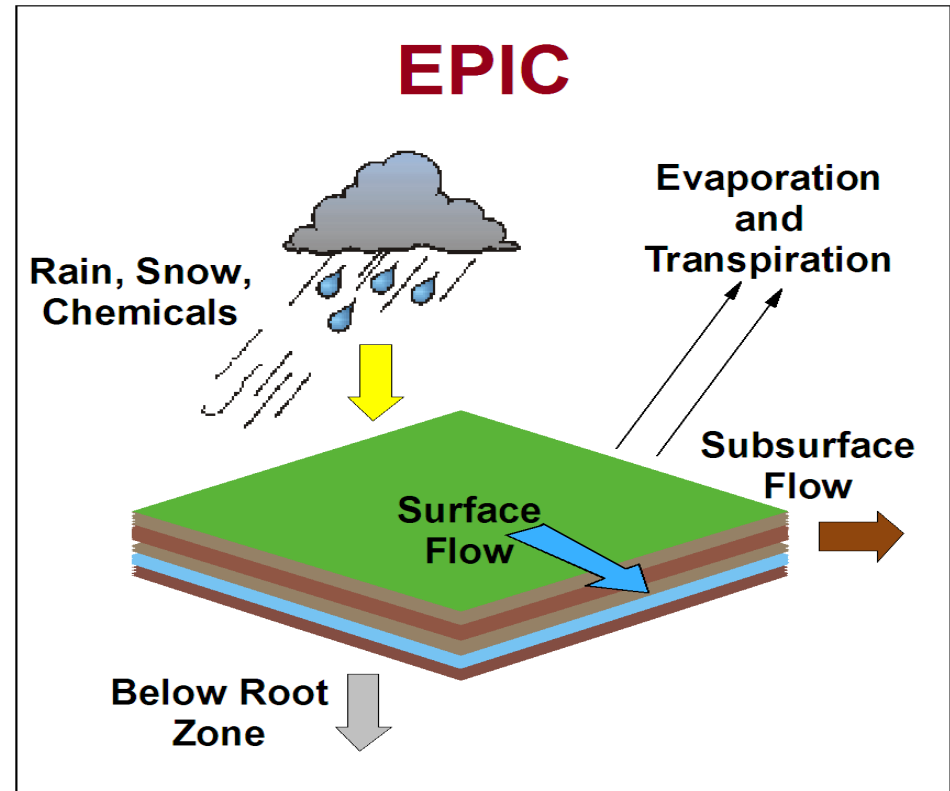 EPIC
Evaporation
and
Transpiration
Rain, Snow,
Chemicals
Subsurface
Flow
Surface
Flow
Below Root
Zone